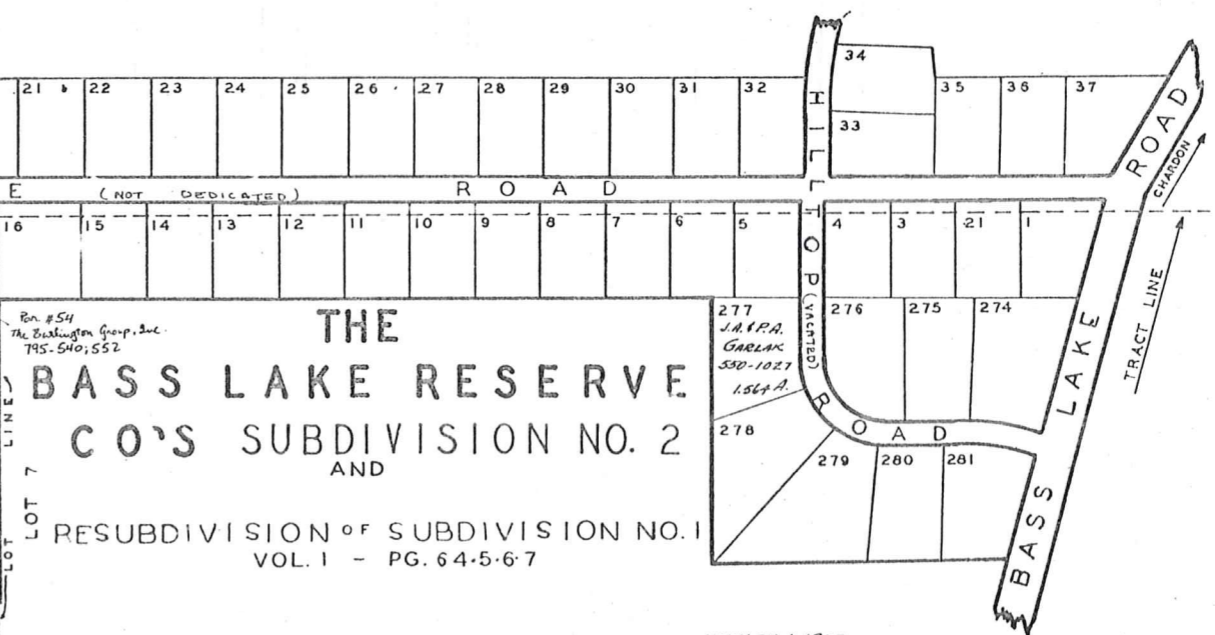 34
21 22 23 24 25 26 27 28 29 30 31 32 35 36 37
33
E (NOT DEDICATED) ROAD
HILLTOP (VACATED) ROAD
BASS LAKE ROAD
CHARDON
TRACT LINE
16 15 14 13 12 11 10 9 8 7 6 5 4 3 21 1
277 276 275 274
J.A. & P.A.
GARLAK
550-1027
1.564 A.
278 279 280 281
Par #54
The Burlington Group, Inc.
795-540; 552
LOT LINE
LOT 7
THE
BASS LAKE RESERVE
CO'S SUBDIVISION NO. 2
AND
RESUBDIVISION OF SUBDIVISION NO. 1
VOL. 1 - PG. 64·5·6·7